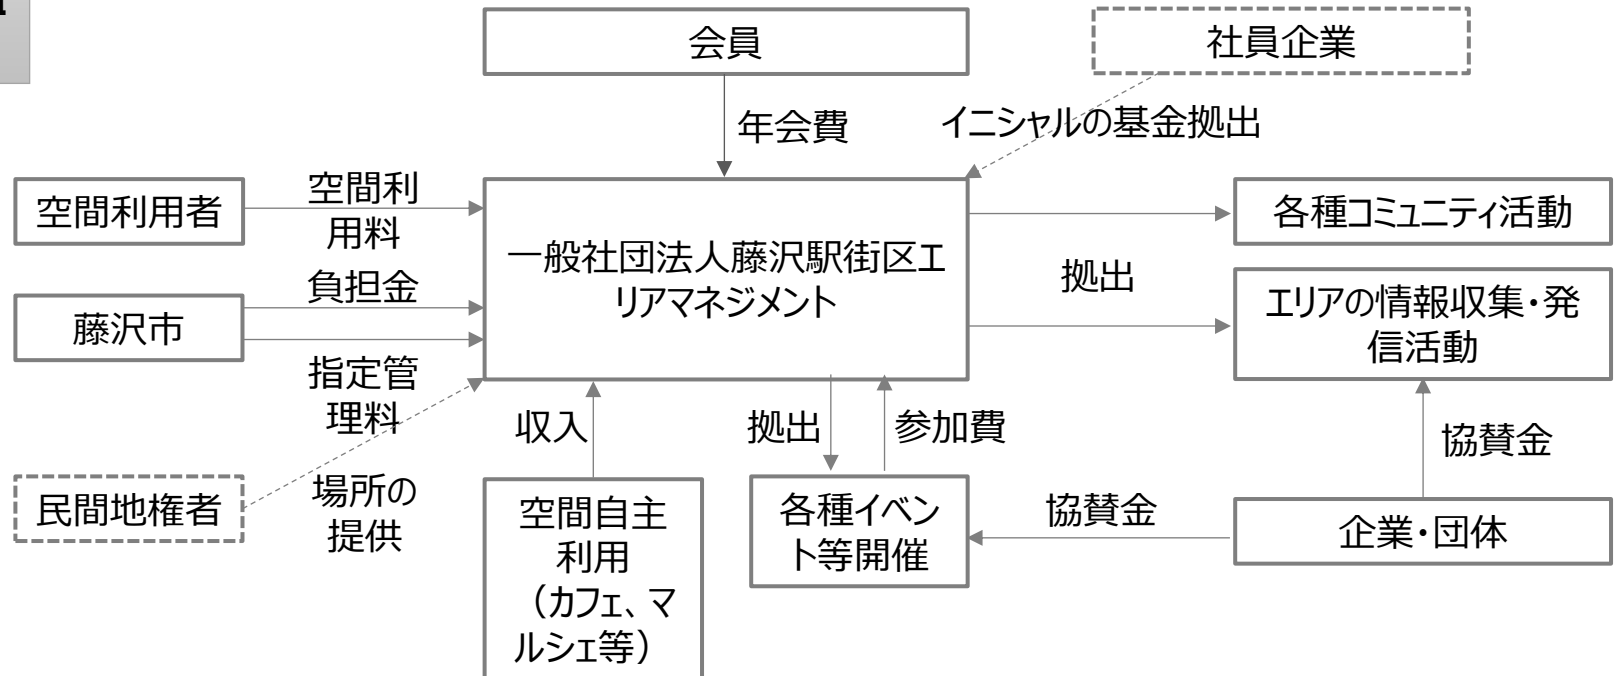 会員
社員企業
年会費
イニシャルの基金拠出
空間利用者
空間利
用料
一般社団法人藤沢駅街区エ
リアマネジメント
各種コミュニティ活動
負担金
藤沢市
拠出
エリアの情報収集・発
信活動
指定管
理料
収入
拠出
参加費
協賛金
民間地権者
場所の
提供
空間自主
利用
（カフェ、マ
ルシェ等）
各種イベン
ト等開催
協賛金
企業・団体